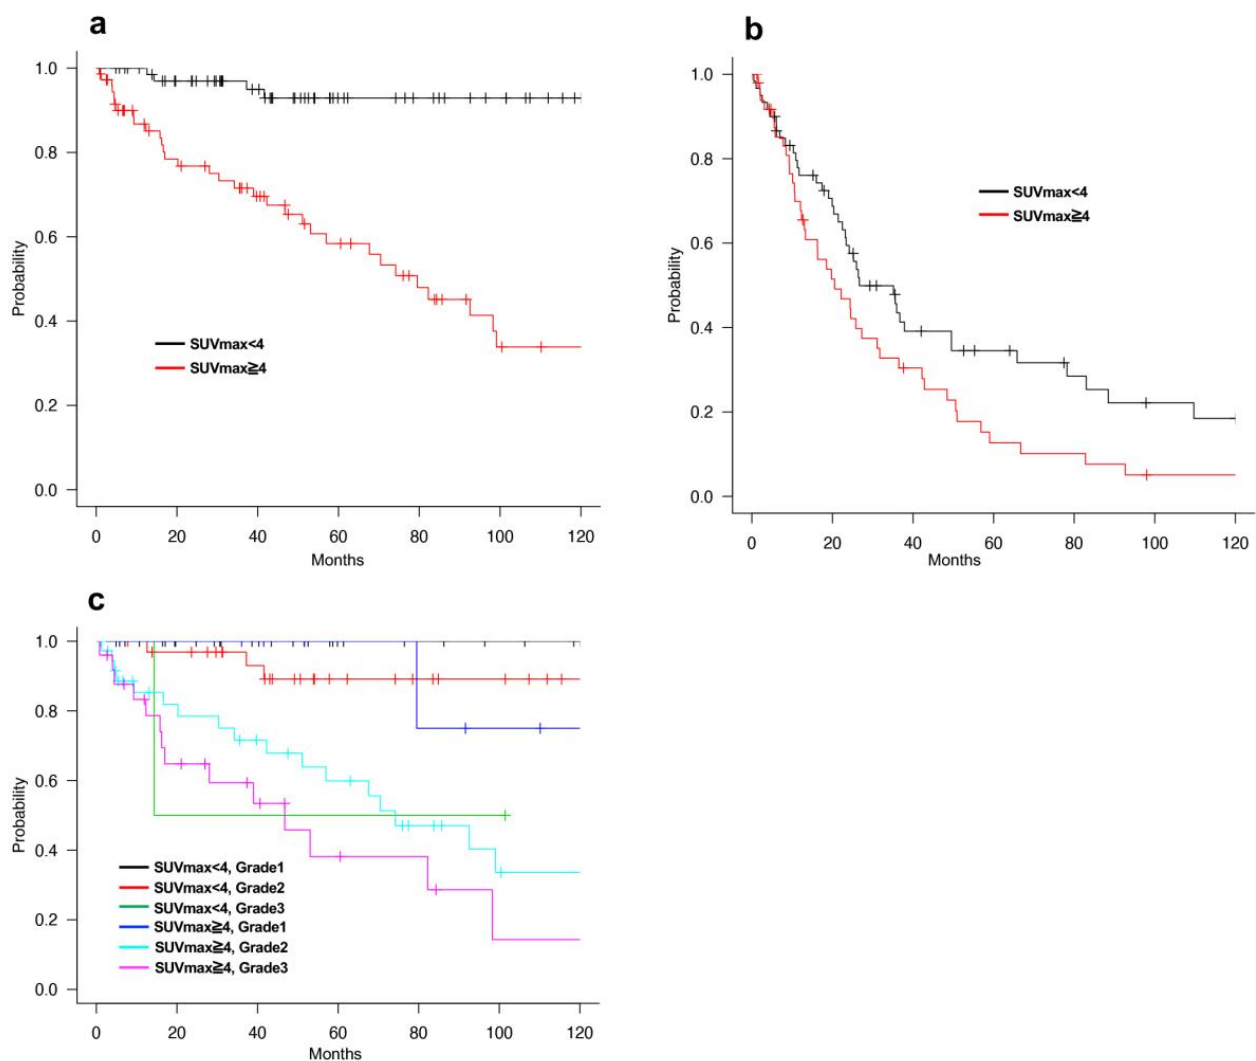 a
1.0
0.8
0.6
0.4
0.2
0.0
Probability
SUVmax<4
SUVmax≧4
0 20 40 60 80 100 120
Months
b
1.0
0.8
0.6
0.4
0.2
0.0
Probability
SUVmax<4
SUVmax≧4
0 20 40 60 80 100 120
Months
c
1.0
0.8
0.6
0.4
0.2
0.0
Probability
SUVmax<4, Grade1
SUVmax<4, Grade2
SUVmax<4, Grade3
SUVmax≧4, Grade1
SUVmax≧4, Grade2
SUVmax≧4, Grade3
0 20 40 60 80 100 120
Months